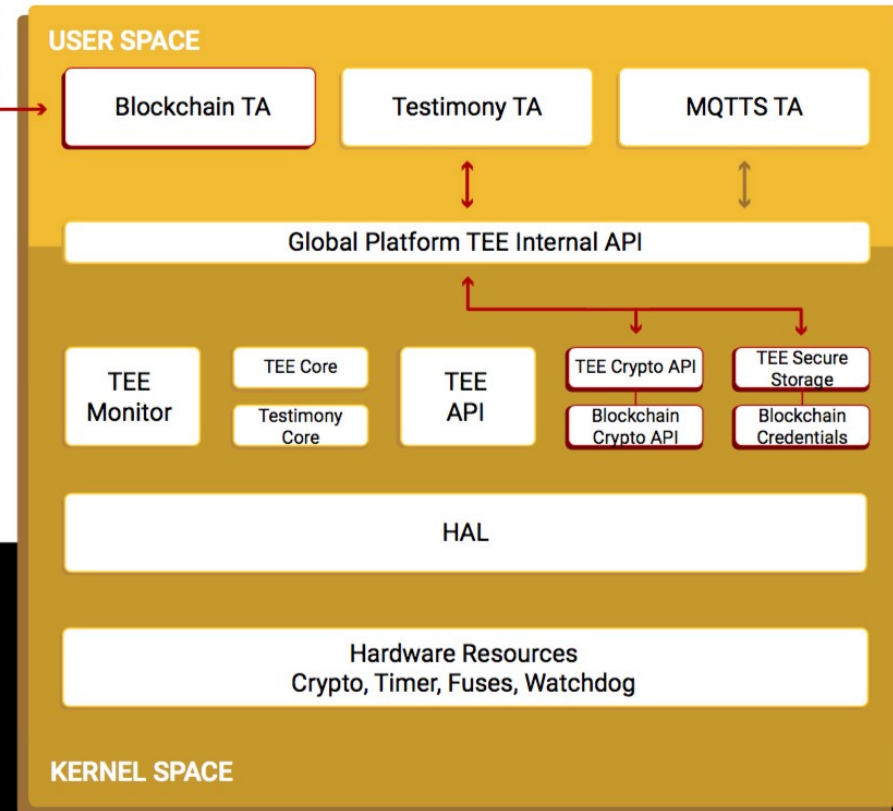 USER SPACE
Blockchain TA
Testimony TA
MQTTS TA
Global Platform TEE Internal API
TEE
Monitor
TEE Core
Testimony
Core
TEE
API
TEE Crypto API
Blockchain
Crypto API
TEE Secure
Storage
Blockchain
Credentials
HAL
Hardware Resources
Crypto, Timer, Fuses, Watchdog
KERNEL SPACE